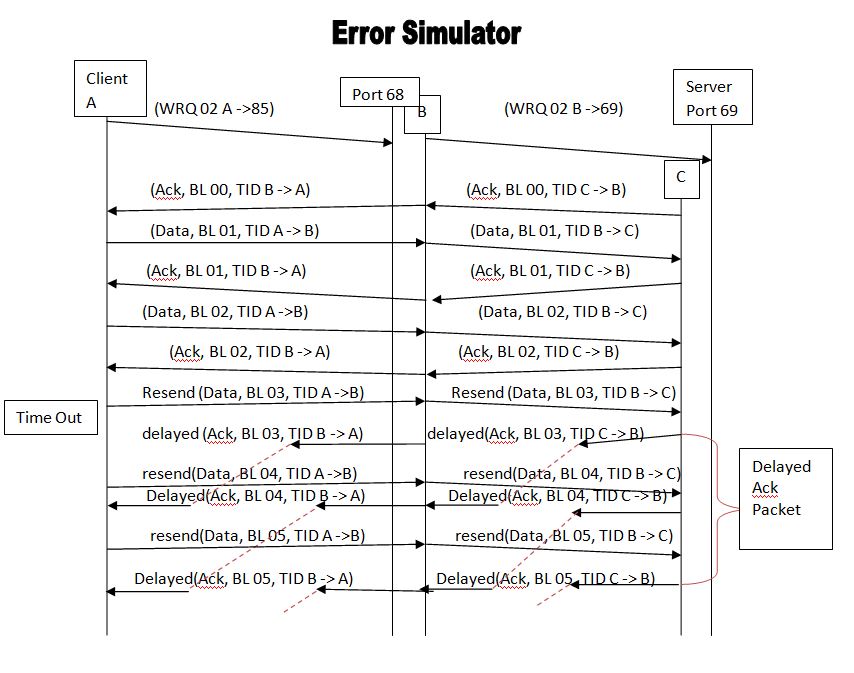 Error Simulator
Client
A
Port 68
B
Server
Port 69
C
(WRQ 02 A ->85)
(WRQ 02 B ->69)
(Ack, BL 00, TID B -> A)
(Ack, BL 00, TID C -> B)
(Data, BL 01, TID A -> B)
(Data, BL 01, TID B -> C)
(Ack, BL 01, TID B -> A)
(Ack, BL 01, TID C -> B)
(Data, BL 02, TID A ->B)
(Data, BL 02, TID B -> C)
(Ack, BL 02, TID B -> A)
(Ack, BL 02, TID C -> B)
Resend (Data, BL 03, TID A ->B)
Resend (Data, BL 03, TID B -> C)
Time Out
delayed (Ack, BL 03, TID B -> A)
delayed(Ack, BL 03, TID C -> B)
resend(Data, BL 04, TID A ->B)
resend(Data, BL 04, TID B -> C)
Delayed(Ack, BL 04, TID B -> A)
Delayed(Ack, BL 04, TID C -> B)
Delayed
Ack
Packet
resend(Data, BL 05, TID A ->B)
resend(Data, BL 05, TID B -> C)
Delayed(Ack, BL 05, TID B -> A)
Delayed(Ack, BL 05, TID C -> B)